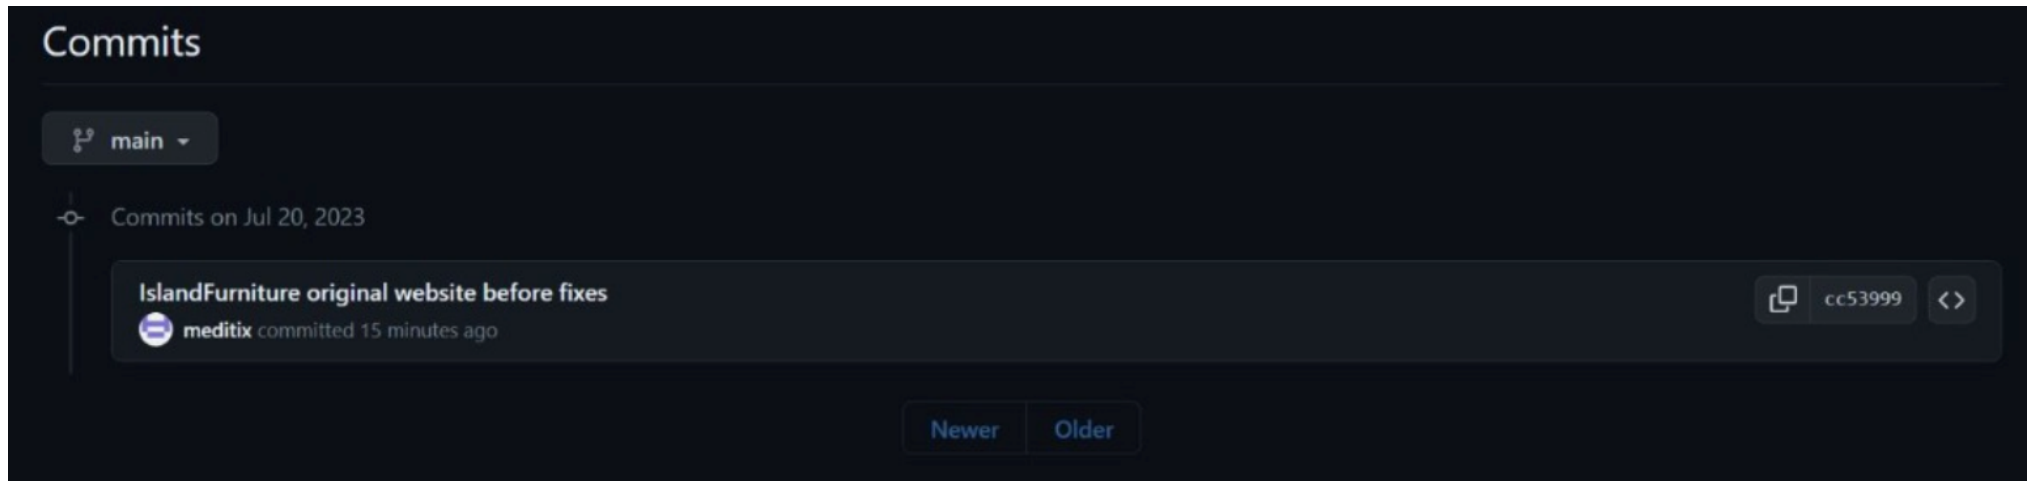 Commits
main
Commits on Jul 20, 2023
IslandFurniture original website before fixes
cc53999
meditix committed 15 minutes ago
Newer
Older